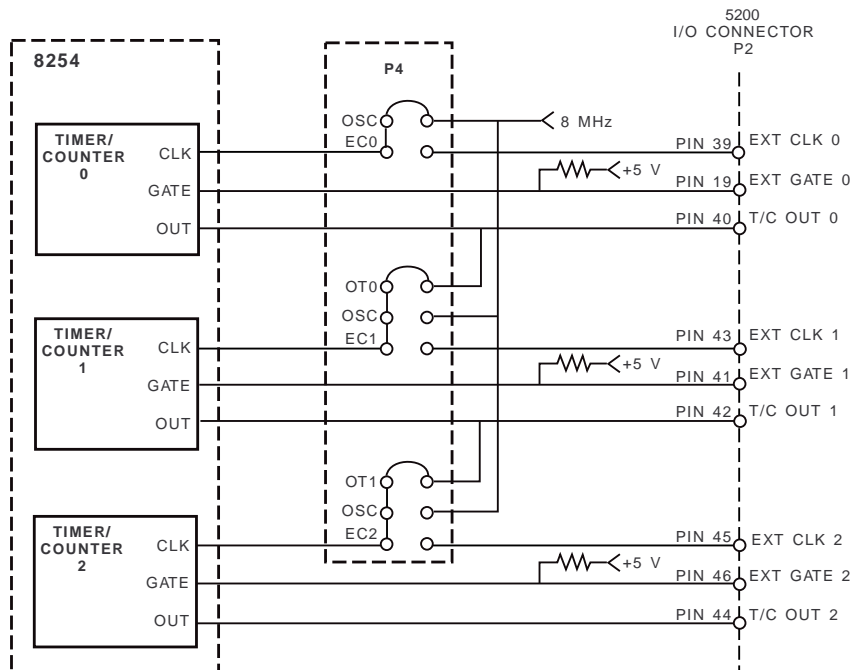 5200
I/O CONNECTOR
P2
8254
P4
OSC
8 MHz
TIMER/
COUNTER
0
CLK
EC0
PIN 39
EXT CLK 0
+5 V
GATE
PIN 19
EXT GATE 0
OUT
PIN 40
T/C OUT 0
OT0
OSC
TIMER/
COUNTER
1
CLK
EC1
PIN 43
EXT CLK 1
+5 V
GATE
PIN 41
EXT GATE 1
OUT
PIN 42
T/C OUT 1
OT1
OSC
TIMER/
COUNTER
2
CLK
EC2
PIN 45
EXT CLK 2
+5 V
GATE
PIN 46
EXT GATE 2
OUT
PIN 44
T/C OUT 2